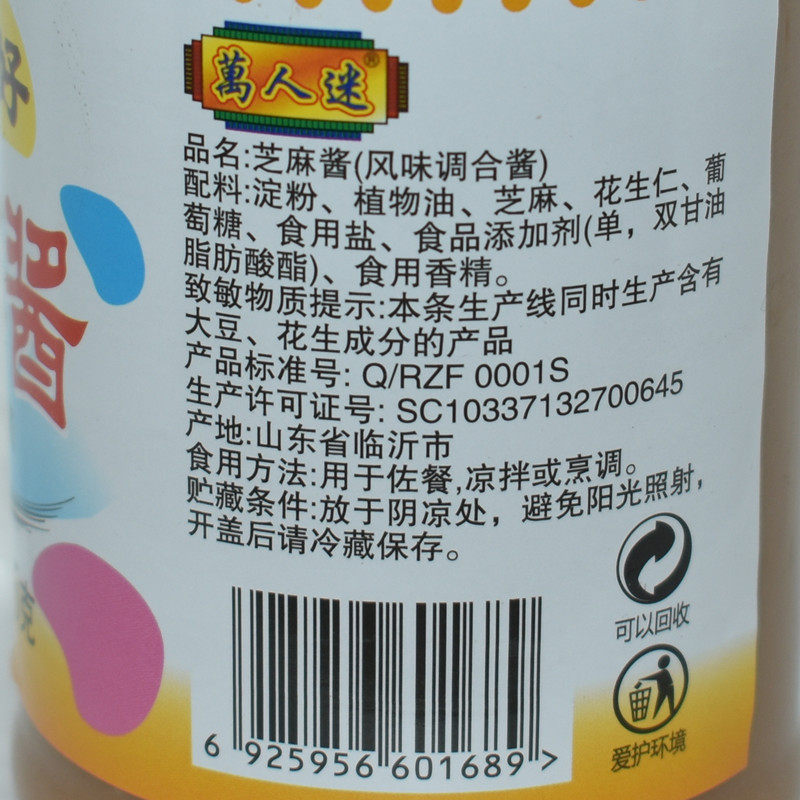 好
酱
克
萬人迷®
品名:芝麻酱(风味调合酱)
配料:淀粉、植物油、芝麻、花生仁、葡
萄糖、食用盐、食品添加剂(单，双甘油
脂肪酸酯)、食用香精。
致敏物质提示:本条生产线同时生产含有
大豆、花生成分的产品
产品标准号: Q/RZF 0001S
生产许可证号: SC10337132700645
产地:山东省临沂市
食用方法:用于佐餐,凉拌或烹调。
贮藏条件:放于阴凉处，避免阳光照射，
开盖后请冷藏保存。
可以回收
爱护环境
6 925956 601689 >